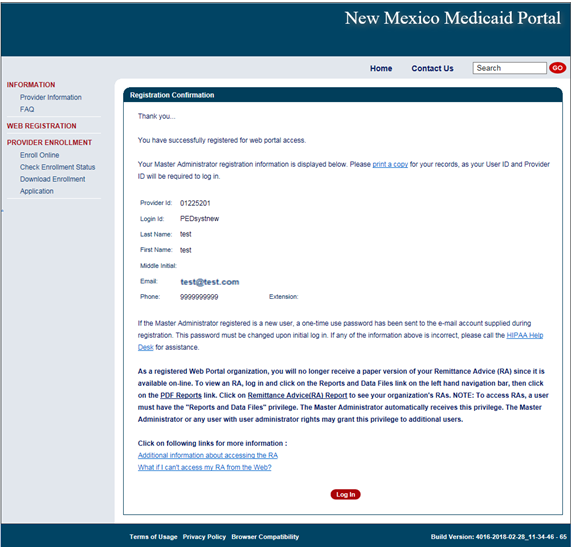 New Mexico Medicaid Portal
Home Contact Us Search GO
INFORMATION
Provider Information
FAQ
WEB REGISTRATION
PROVIDER ENROLLMENT
Enroll Online
Check Enrollment Status
Download Enrollment
Application
Registration Confirmation
Thank you...
You have successfully registered for web portal access.
Your Master Administrator registration information is displayed below. Please print a copy for your records, as your User ID and Provider
ID will be required to log in.
Provider Id: 01225201
Login Id: PEDsystnew
Last Name: test
First Name: test
Middle Initial:
Email: test@test.com
Phone: 9999999999 Extension:
If the Master Administrator registered is a new user, a one-time use password has been sent to the e-mail account supplied during
registration. This password must be changed upon initial log in. If any of the information above is incorrect, please call the HIPAA Help
Desk for assistance.
As a registered Web Portal organization, you will no longer receive a paper version of your Remittance Advice (RA) since it is
available on-line. To view an RA, log in and click on the Reports and Data Files link on the left hand navigation bar, then click
on the PDF Reports link. Click on Remittance Advice(RA) Report to see your organization's RAs. NOTE: To access RAs, a user
must have the "Reports and Data Files" privilege. The Master Administrator automatically receives this privilege. The Master
Administrator or any user with user administrator rights may grant this privilege to additional users.
Click on following links for more information :
Additional information about accessing the RA
What if I can't access my RA from the Web?
Log In
Terms of Usage Privacy Policy Browser Compatibility Build Version: 4016-2018-02-28_11-34-46 - 65